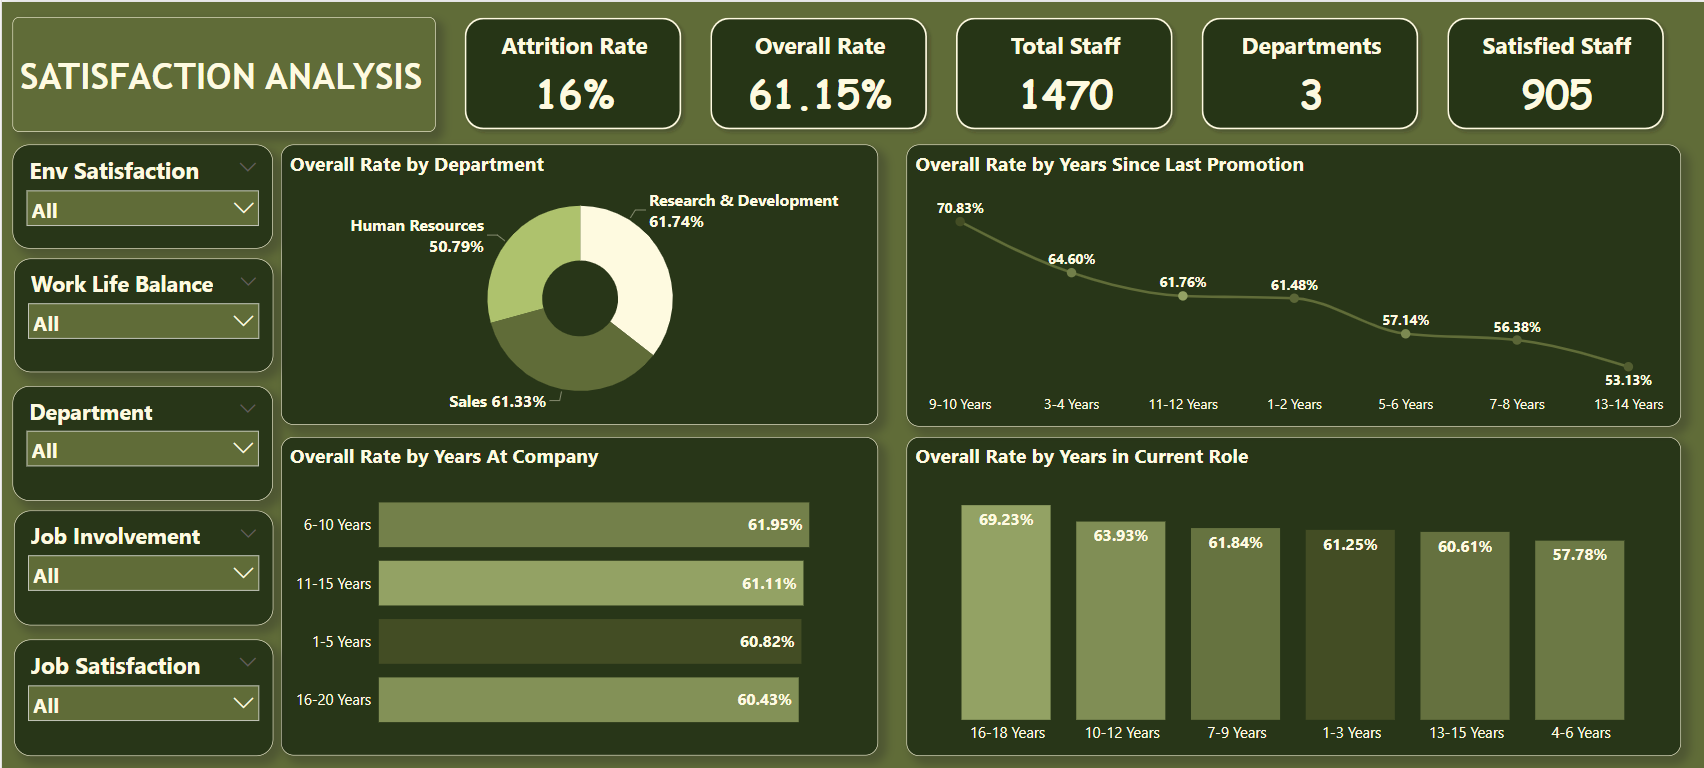 SATISFACTION ANALYSIS
Attrition Rate
16%
Overall Rate
61.15%
Total Staff
1470
Departments
3
Satisfied Staff
905
Env Satisfaction
All
Work Life Balance
All
Department
All
Job Involvement
All
Job Satisfaction
All
Overall Rate by Department
Research & Development
61.74%
Human Resources
50.79%
Sales 61.33%
Overall Rate by Years Since Last Promotion
70.83%
64.60%
61.76%
61.48%
57.14%
56.38%
53.13%
9-10 Years
3-4 Years
11-12 Years
1-2 Years
5-6 Years
7-8 Years
13-14 Years
Overall Rate by Years At Company
6-10 Years
61.95%
11-15 Years
61.11%
1-5 Years
60.82%
16-20 Years
60.43%
Overall Rate by Years in Current Role
69.23%
63.93%
61.84%
61.25%
60.61%
57.78%
16-18 Years
10-12 Years
7-9 Years
1-3 Years
13-15 Years
4-6 Years